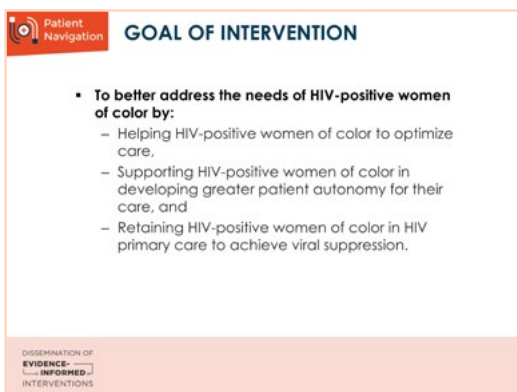 Patient
Navigation
GOAL OF INTERVENTION
▪ To better address the needs of HIV-positive women
of color by:
– Helping HIV-positive women of color to optimize
care,
– Supporting HIV-positive women of color in
developing greater patient autonomy for their
care, and
– Retaining HIV-positive women of color in HIV
primary care to achieve viral suppression.
DISSEMINATION OF
EVIDENCE-
INFORMED
INTERVENTIONS